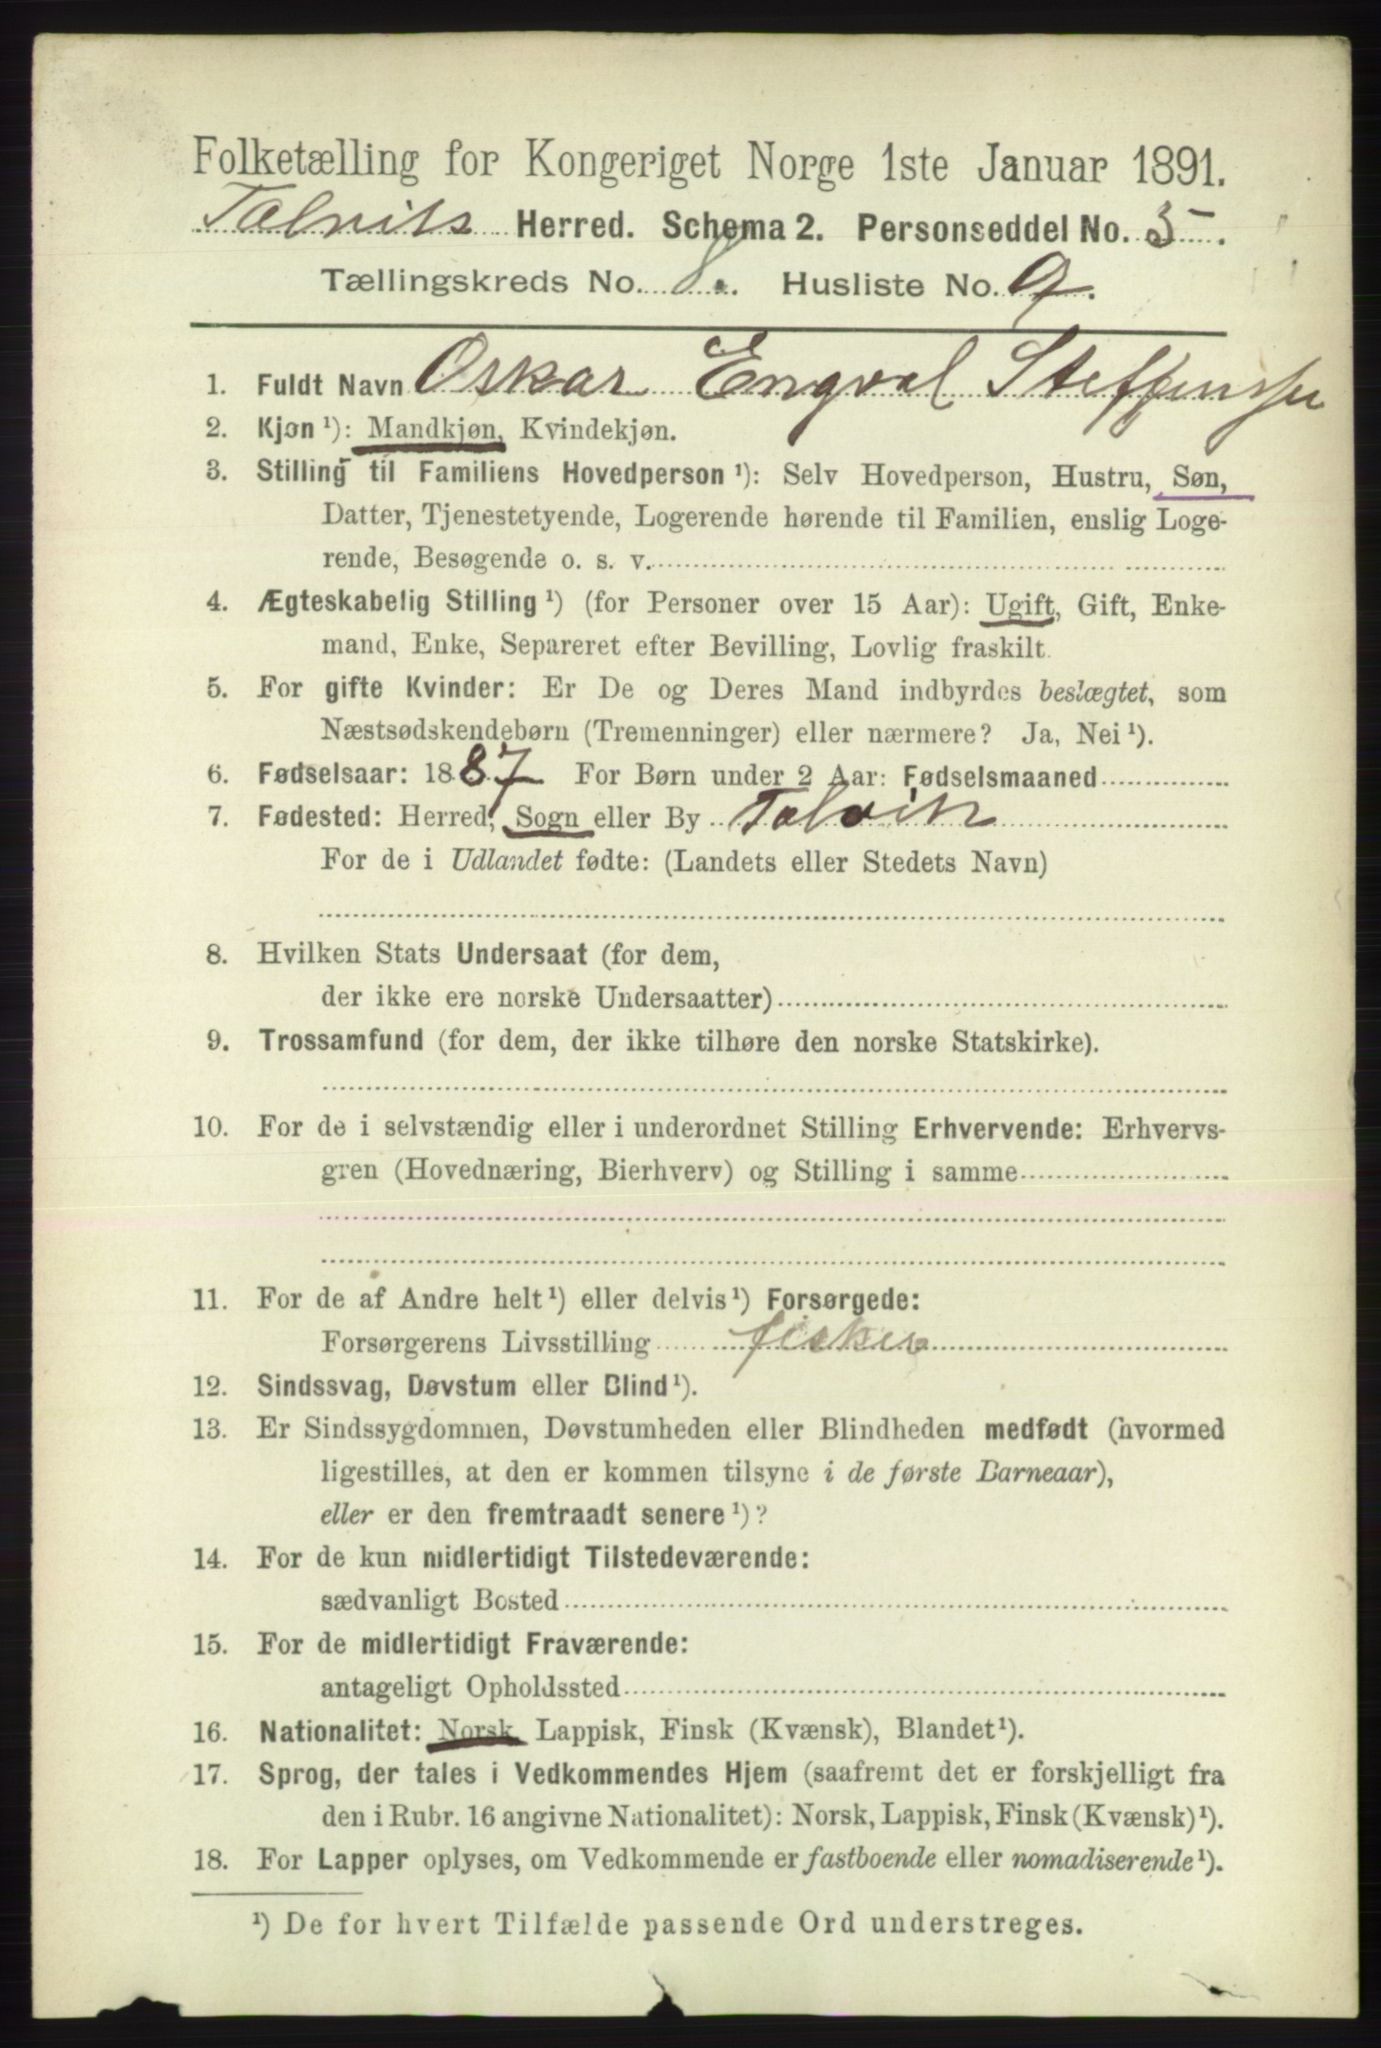 Folketælling for Kongeriget Norge 1ste Januar 1891.
Talviks Herred. Schema 2. Personseddel No. 5.
Tællingskreds No. 8. Husliste No. 9.
1. Fuldt Navn Oskar Engval Steffenssen
2. Kjøn ¹): Mandkjøn, Kvindekjøn.
3. Stilling til Familiens Hovedperson ¹): Selv Hovedperson, Hustru, Søn,
Datter, Tjenestetyende, Logerende hørende til Familien, enslig Loge-
rende, Besøgende o. s. v.
4. Ægteskabelig Stilling ¹) (for Personer over 15 Aar): Ugift, Gift, Enke-
mand, Enke, Separeret efter Bevilling, Lovlig fraskilt.
5. For gifte Kvinder: Er De og Deres Mand indbyrdes beslægtet, som
Næstsødskendebørn (Tremenninger) eller nærmere? Ja, Nei ¹).
6. Fødselsaar: 1887 For Børn under 2 Aar: Fødselsmaaned
7. Fødested: Herred, Sogn eller By Talvik
For de i Udlandet fødte: (Landets eller Stedets Navn)
8. Hvilken Stats Undersaat (for dem,
der ikke ere norske Undersaatter)
9. Trossamfund (for dem, der ikke tilhøre den norske Statskirke).
10. For de i selvstændig eller i underordnet Stilling Erhvervende: Erhvervs-
gren (Hovednæring, Bierhverv) og Stilling i samme
11. For de af Andre helt ¹) eller delvis ¹) Forsørgede:
Forsørgerens Livsstilling fisker
12. Sindssvag, Døvstum eller Blind ¹).
13. Er Sindssygdommen, Døvstumheden eller Blindheden medfødt (hvormed
ligestilles, at den er kommen tilsyne i de første Barneaar),
eller er den fremtraadt senere ¹)?
14. For de kun midlertidigt Tilstedeværende:
sædvanligt Bosted
15. For de midlertidigt Fraværende:
antageligt Opholdssted
16. Nationalitet: Norsk, Lappisk, Finsk (Kvænsk), Blandet ¹).
17. Sprog, der tales i Vedkommendes Hjem (saafremt det er forskjelligt fra
den i Rubr. 16 angivne Nationalitet): Norsk, Lappisk, Finsk (Kvænsk) ¹).
18. For Lapper oplyses, om Vedkommende er fastboende eller nomadiserende ¹).
¹) De for hvert Tilfælde passende Ord understreges.